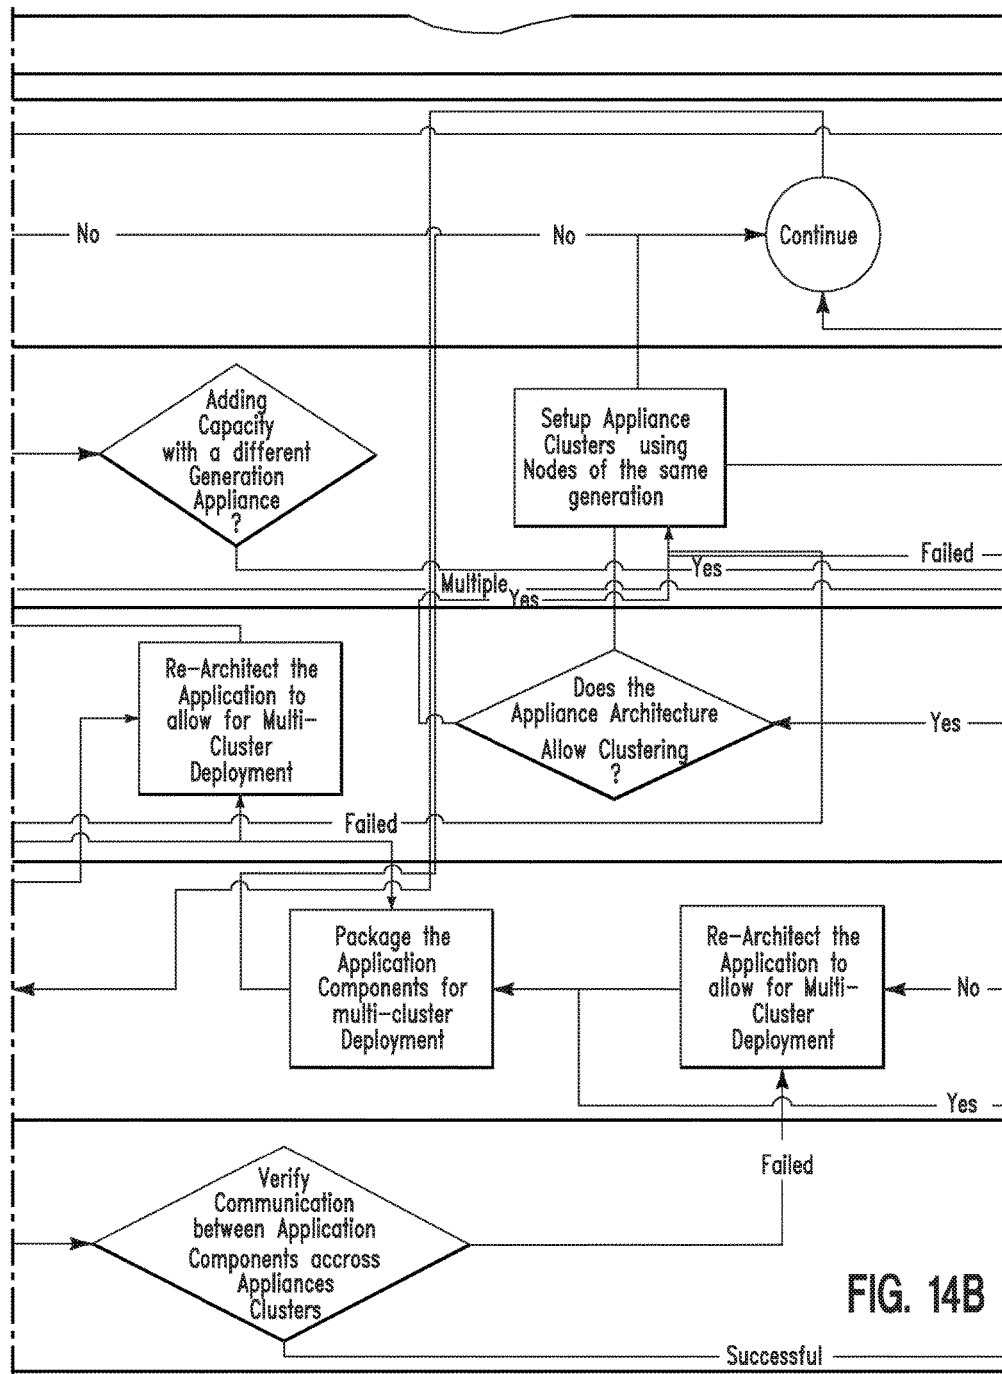 No
No
Continue
Adding
Capacity
with a different
Generation
Appliance
?
Setup Appliance
Clusters using
Nodes of the same
generation
Failed
Yes
Multiple
Yes
Re-Architect the
Application to
allow for Multi-
Cluster
Deployment
Does the
Appliance Architecture
Allow Clustering
?
Yes
Failed
Package the
Application
Components for
multi-cluster
Deployment
Re-Architect the
Application to
allow for Multi-
Cluster
Deployment
No
Yes
Failed
Verify
Communication
between Application
Components accross
Appliances
Clusters
FIG. 14B
Successful